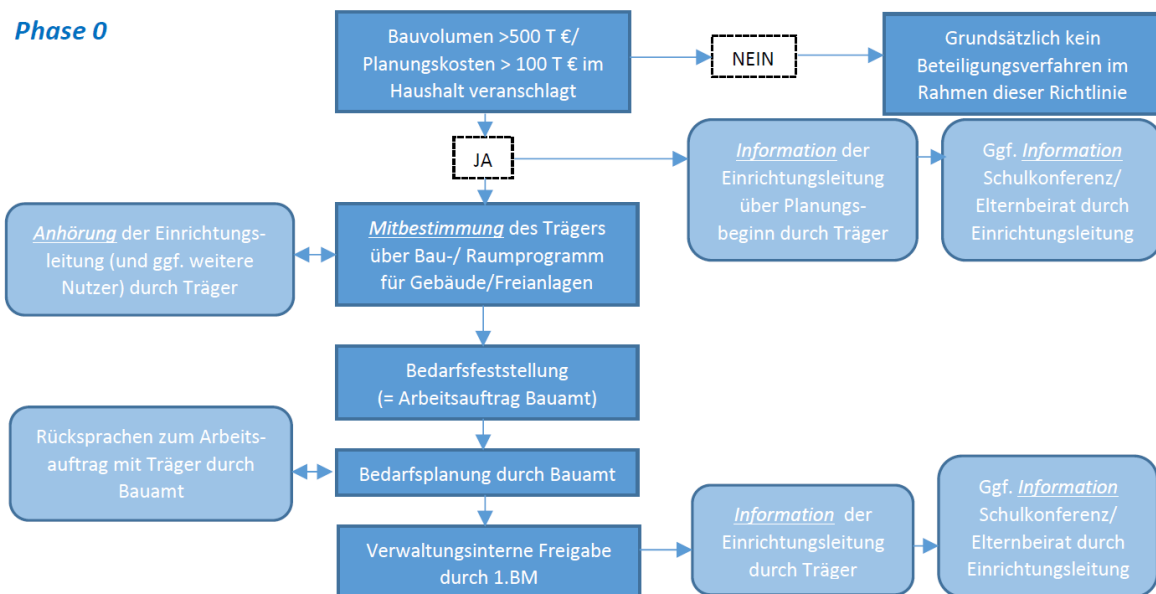 Phase 0
Bauvolumen >500 T €/
Planungskosten > 100 T € im
Haushalt veranschlagt
NEIN
Grundsätzlich kein
Beteiligungsverfahren im
Rahmen dieser Richtlinie
JA
Information der
Einrichtungsleitung
über Planungs-
beginn durch Träger
Ggf. Information
Schulkonferenz/
Elternbeirat durch
Einrichtungsleitung
Anhörung der Einrichtungs-
leitung (und ggf. weitere
Nutzer) durch Träger
Mitbestimmung des Trägers
über Bau-/ Raumprogramm
für Gebäude/Freianlagen
Bedarfsfeststellung
(= Arbeitsauftrag Bauamt)
Rücksprachen zum Arbeits-
auftrag mit Träger durch
Bauamt
Bedarfsplanung durch Bauamt
Verwaltungsinterne Freigabe
durch 1.BM
Information der
Einrichtungsleitung
durch Träger
Ggf. Information
Schulkonferenz/
Elternbeirat durch
Einrichtungsleitung